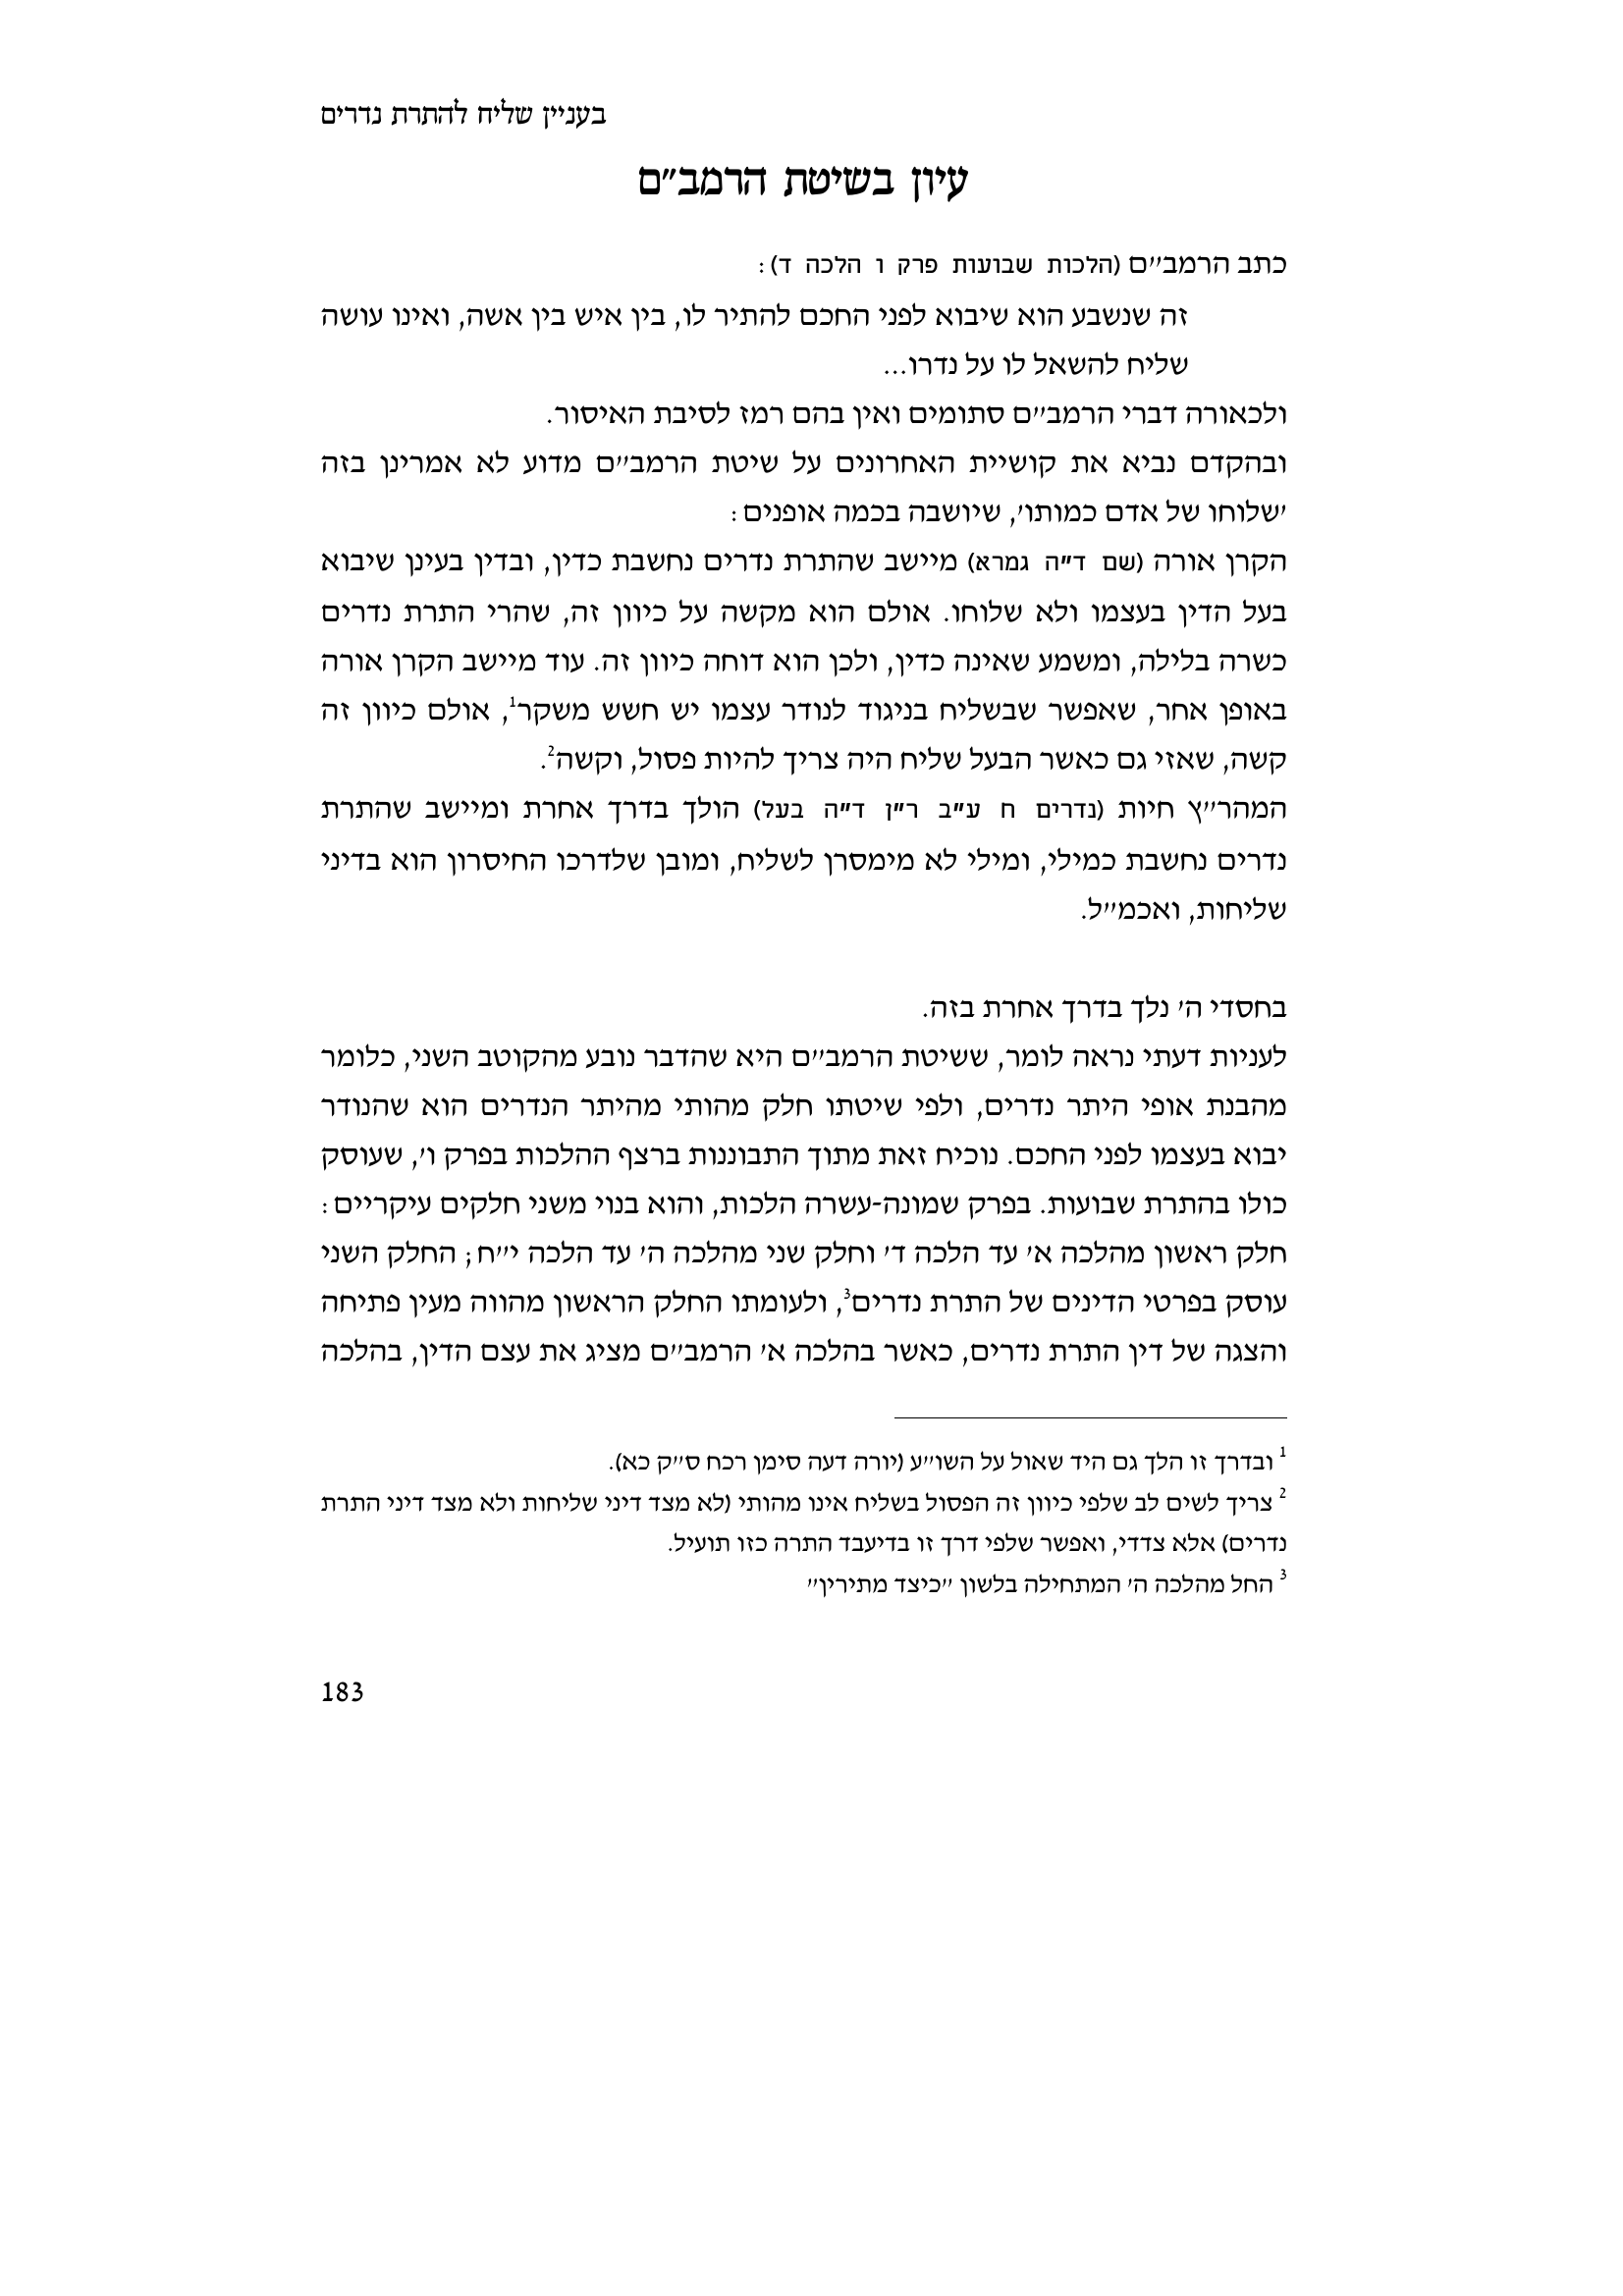 בעניין שליח להתרת נדרים
עיון בשיטת הרמב"ם
כתב הרמב"ם (הלכות שבועות פרק ו הלכה ד):
זה שנשבע הוא שיבוא לפני החכם להתיר לו, בין איש בין אשה, ואינו עושה
שליח להשאל לו על נדרו...
ולכאורה דברי הרמב"ם סתומים ואין בהם רמז לסיבת האיסור.
ובהקדם נביא את קושיית האחרונים על שיטת הרמב"ם מדוע לא אמרינן בזה
'שלוחו של אדם כמותו', שיושבה בכמה אופנים:
הקרן אורה (שם ד"ה גמרא) מיישב שהתרת נדרים נחשבת כדין, ובדין בעינן שיבוא
בעל הדין בעצמו ולא שלוחו. אולם הוא מקשה על כיוון זה, שהרי התרת נדרים
כשרה בלילה, ומשמע שאינה כדין, ולכן הוא דוחה כיוון זה. עוד מיישב הקרן אורה
באופן אחר, שאפשר שבשליח בניגוד לנודר עצמו יש חשש משקר1, אולם כיוון זה
קשה, שאזי גם כאשר הבעל שליח היה צריך להיות פסול, וקשה2.
המהר"ץ חיות (נדרים ח ע"ב ר"ן ד"ה בעל) הולך בדרך אחרת ומיישב שהתרת
נדרים נחשבת כמילי, ומילי לא מימסרן לשליח, ומובן שלדרכו החיסרון הוא בדיני
שליחות, ואכמ"ל.
בחסדי ה' נלך בדרך אחרת בזה.
לעניות דעתי נראה לומר, ששיטת הרמב"ם היא שהדבר נובע מהקוטב השני, כלומר
מהבנת אופי היתר נדרים, ולפי שיטתו חלק מהותי מהיתר הנדרים הוא שהנודר
יבוא בעצמו לפני החכם. נוכיח זאת מתוך התבוננות ברצף ההלכות בפרק ו', שעוסק
כולו בהתרת שבועות. בפרק שמונה-עשרה הלכות, והוא בנוי משני חלקים עיקריים:
חלק ראשון מהלכה א' עד הלכה ד' וחלק שני מהלכה ה' עד הלכה י"ח; החלק השני
עוסק בפרטי הדינים של התרת נדרים3, ולעומתו החלק הראשון מהווה מעין פתיחה
והצגה של דין התרת נדרים, כאשר בהלכה א' הרמב"ם מציג את עצם הדין, בהלכה
1 ובדרך זו הלך גם היד שאול על השו"ע (יורה דעה סימן רכח ס"ק כא).
2 צריך לשים לב שלפי כיוון זה הפסול בשליח אינו מהותי (לא מצד דיני שליחות ולא מצד דיני התרת
נדרים) אלא צדדי, ואפשר שלפי דרך זו בדיעבד התרה כזו תועיל.
3 החל מהלכה ה' המתחילה בלשון "כיצד מתירין"
183